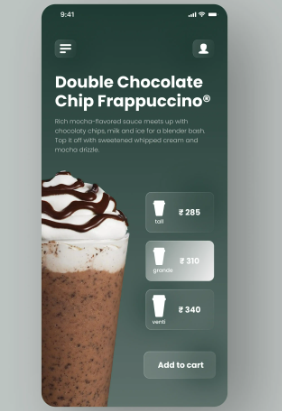 9:41
Double Chocolate
Chip Frappuccino®
Rich mocha-flavored sauce meets up with
chocolaty chips, milk and ice for a blender bash.
Top it off with sweetened whipped cream and
mocha drizzle.
tall
₹ 285
grande
₹ 310
venti
₹ 340
Add to cart